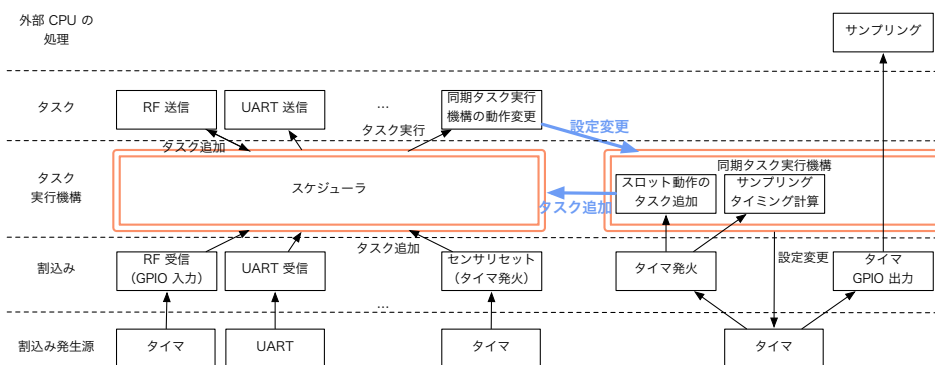 外部 CPU の
処理
サンプリング
タスク
RF 送信
UART 送信
…
同期タスク実行
機構の動作変更
タスク追加
タスク実行
設定変更
タスク
実行機構
スケジューラ
同期タスク実行機構
スロット動作の
タスク追加
サンプリング
タイミング計算
タスク追加
割込み
RF 受信
（GPIO 入力）
UART 受信
タスク追加
センサリセット
（タイマ発火）
タイマ発火
設定変更
タイマ
GPIO 出力
…
割込み発生源
タイマ
UART
タイマ
タイマ